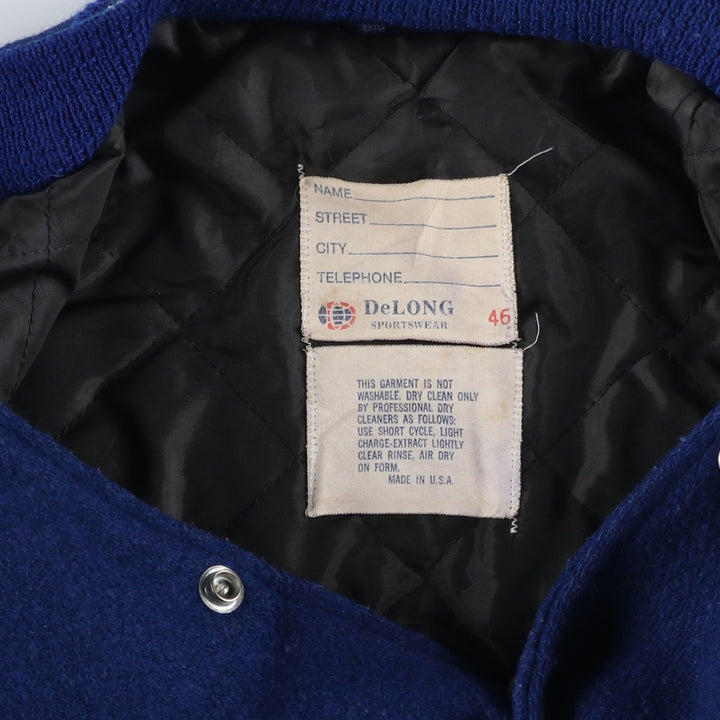 NAME
STREET
CITY
TELEPHONE
DeLONG
SPORTSWEAR
46
THIS GARMENT IS NOT
WASHABLE, DRY CLEAN ONLY
BY PROFESSIONAL DRY
CLEANERS AS FOLLOWS:
USE SHORT CYCLE, LIGHT
CHARGE-EXTRACT LIGHTLY
CLEAR RINSE, AIR DRY
ON FORM.
MADE IN U.S.A.